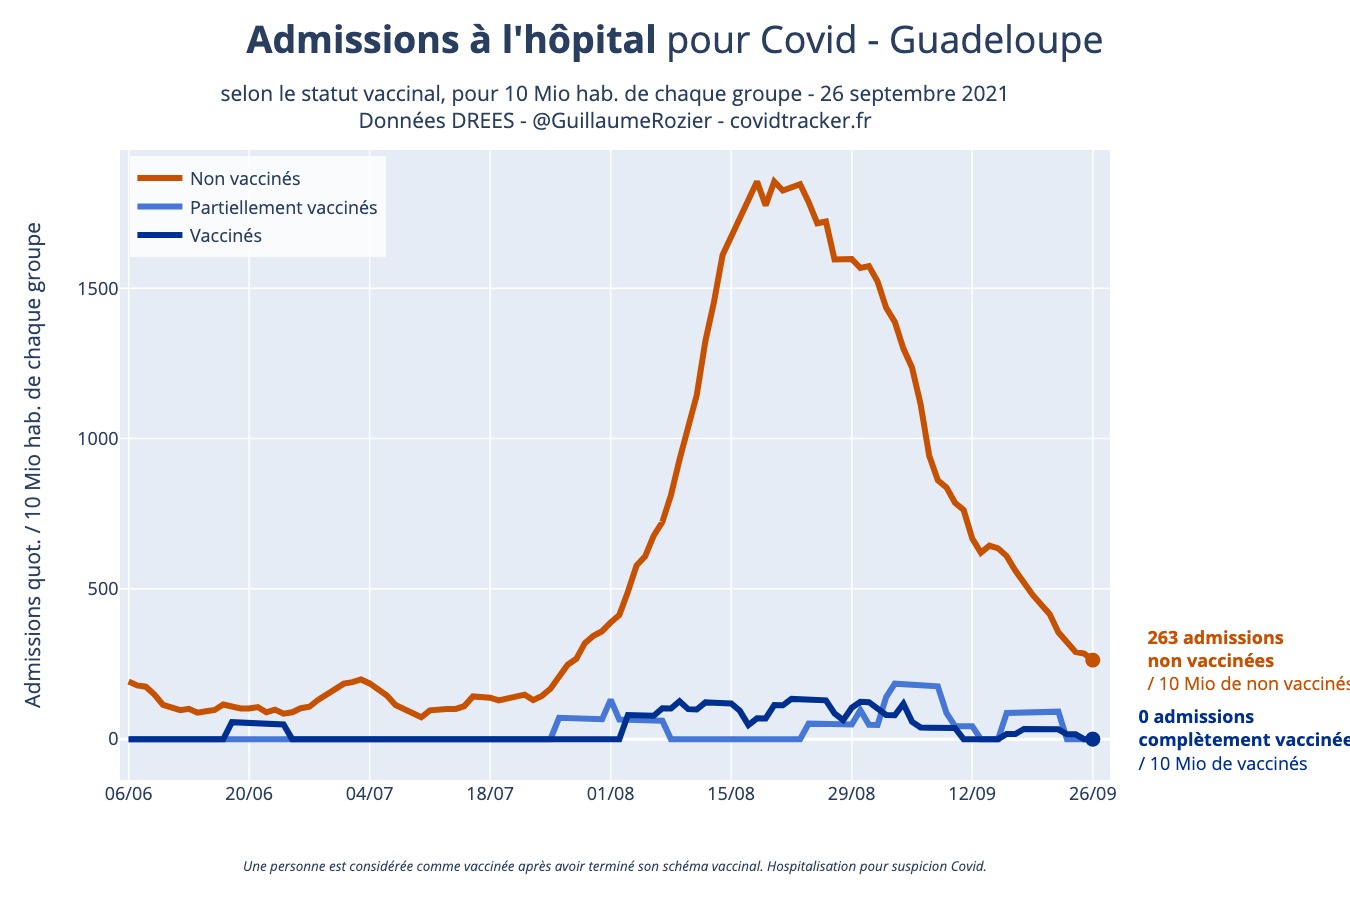 Admissions à l'hôpital pour Covid - Guadeloupe
selon le statut vaccinal, pour 10 Mio hab. de chaque groupe - 26 septembre 2021
Données DREES - @GuillaumeRozier - covidtracker.fr
Non vaccinés
Partiellement vaccinés
Vaccinés
Admissions quot. / 10 Mio hab. de chaque groupe
1500
1000
500
0
06/06
20/06
04/07
18/07
01/08
15/08
29/08
12/09
26/09
263 admissions
non vaccinées
/ 10 Mio de non vaccinés
0 admissions
complètement vaccinée
/ 10 Mio de vaccinés
Une personne est considérée comme vaccinée après avoir terminé son schéma vaccinal. Hospitalisation pour suspicion Covid.